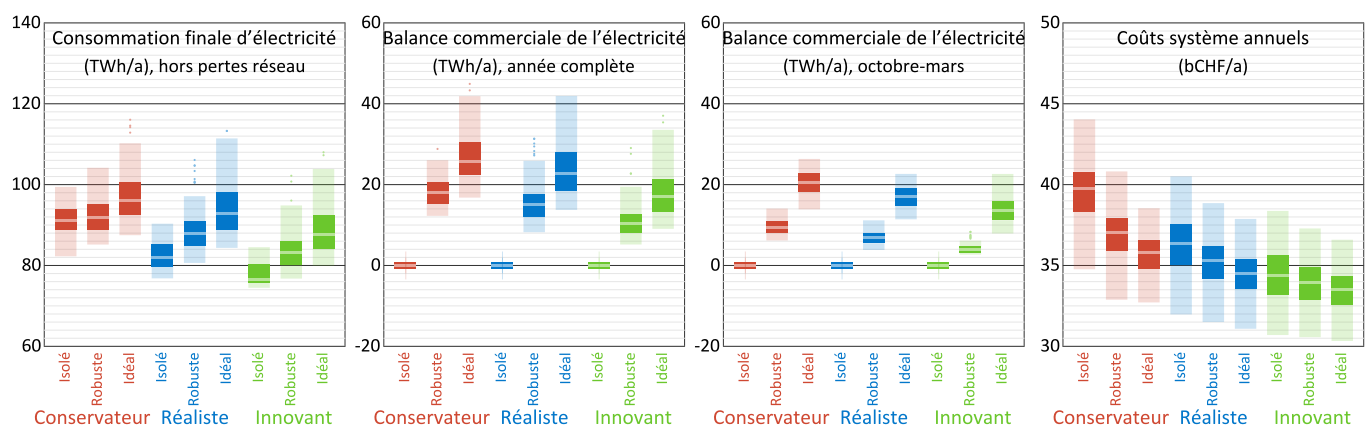 Consommation finale d’électricité
(TWh/a), hors pertes réseau
140
120
100
80
60
Isolé
Robuste
Idéal
Isolé
Robuste
Idéal
Isolé
Robuste
Idéal
Conservateur Réaliste Innovant
Balance commerciale de l’électricité
(TWh/a), année complète
60
40
20
0
-20
Isolé
Robuste
Idéal
Isolé
Robuste
Idéal
Isolé
Robuste
Idéal
Conservateur Réaliste Innovant
Balance commerciale de l’électricité
(TWh/a), octobre-mars
60
40
20
0
-20
Isolé
Robuste
Idéal
Isolé
Robuste
Idéal
Isolé
Robuste
Idéal
Conservateur Réaliste Innovant
Coûts système annuels
(bCHF/a)
50
45
40
35
30
Isolé
Robuste
Idéal
Isolé
Robuste
Idéal
Isolé
Robuste
Idéal
Conservateur Réaliste Innovant